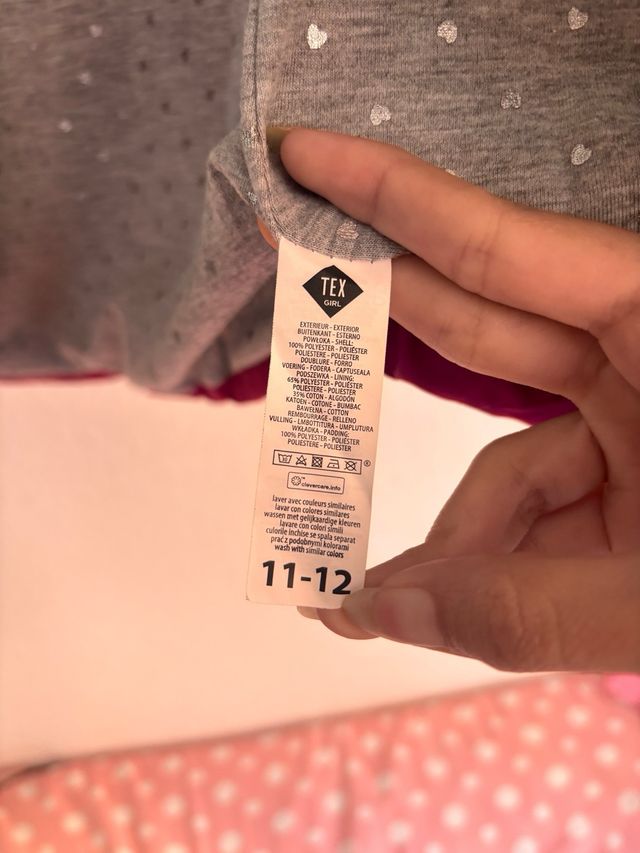 TEX
GIRL
EXTERIEUR - EXTERIOR
BUITENKANT - ESTERNO
POWŁOKA - SHELL:
100% POLYESTER - POLIÉSTER
POLIESTERE - POLIESTER
DOUBLURE - FORRO
VOERING - FODERA - CAPTUSEALA
PODSZEWKA - LINING:
65% POLYESTER - POLIÉSTER
POLIESTERE - POLIESTER
35% COTON - ALGODÓN
KATOEN - COTONE - BUMBAC
BAWEŁNA - COTTON
REMBOURRAGE - RELLENO
VULLING - LMBOTTITURA - UMPLUTURA
WKŁADKA - PADDING:
100% POLYESTER - POLIÉSTER
POLIESTERE - POLIESTER
®
clevercare.info
laver avec couleurs similaires
lavar con colores similares
wassen met gelijkaardige kleuren
lavare con colori simili
culorile inchise se spala separat
prać z podobnymi kolorami
wash with similar colors
11-12